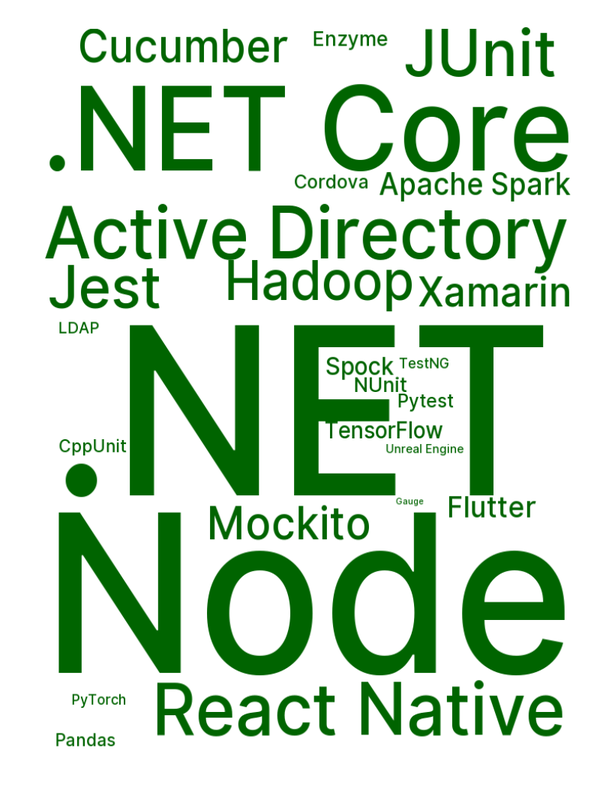 Cucumber
Enzyme
JUnit
.NET Core
Cordova
Apache Spark
Active Directory
Jest
Hadoop
Xamarin
LDAP
.NET
Spock
TestNG
NUnit
Pytest
TensorFlow
CppUnit
Unreal Engine
Gauge
Flutter
Mockito
Node
React Native
PyTorch
Pandas